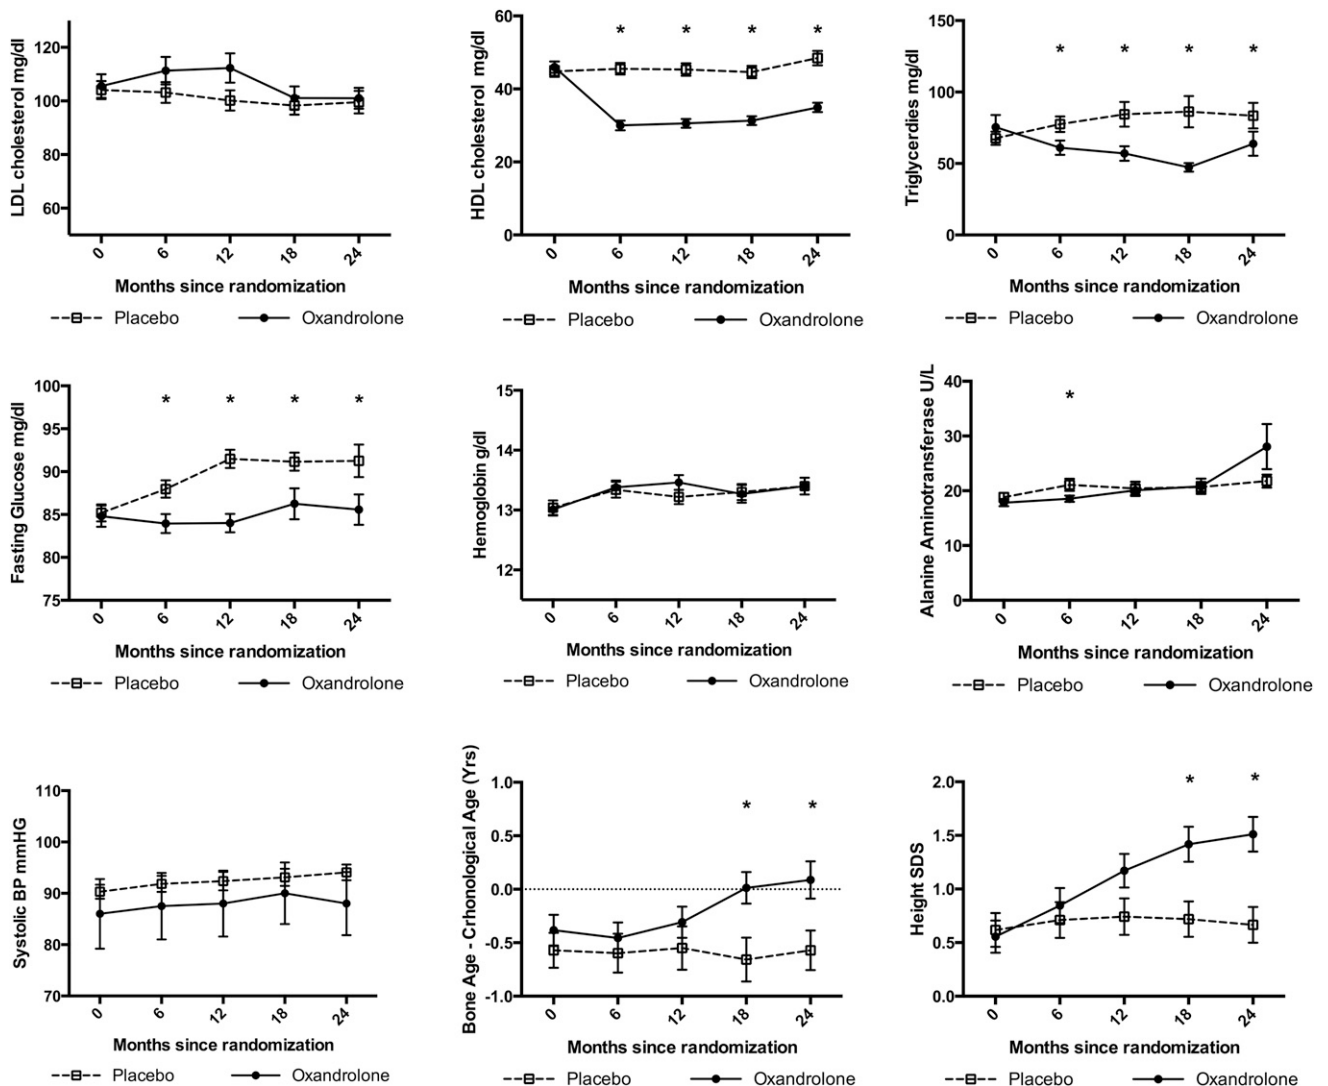 LDL cholesterol mg/dl
120
100
80
60
0 6 12 18 24
Months since randomization
Placebo Oxandrolone
HDL cholesterol mg/dl
60
40
20
0
* * * *
0 6 12 18 24
Months since randomization
Placebo Oxandrolone
Triglycerdies mg/dl
150
100
50
0
* * * *
0 6 12 18 24
Months since randomization
Placebo Oxandrolone
Fasting Glucose mg/dl
100
95
90
85
80
75
* * * *
0 6 12 18 24
Months since randomization
Placebo Oxandrolone
Hemoglobin g/dl
15
14
13
12
0 6 12 18 24
Months since randomization
Placebo Oxandrolone
Alanine Aminotransferase U/L
40
30
20
10
0
*
0 6 12 18 24
Months since randomization
Placebo Oxandrolone
Systolic BP mmHG
110
100
90
80
70
0 6 12 18 24
Months since randomization
Placebo Oxandrolone
Bone Age - Crhonological Age (Yrs)
1.0
0.5
0.0
-0.5
-1.0
* *
0 6 12 18 24
Months since randomization
Placebo Oxandrolone
Height SDS
2.0
1.5
1.0
0.5
0.0
* *
0 6 12 18 24
Months since randomization
Placebo Oxandrolone